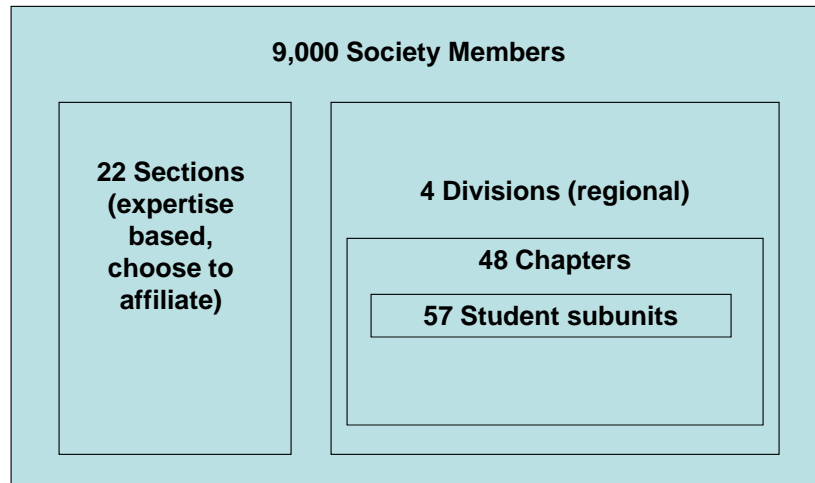 9,000 Society Members
22 Sections
(expertise
based,
choose to
affiliate)
4 Divisions (regional)
48 Chapters
57 Student subunits